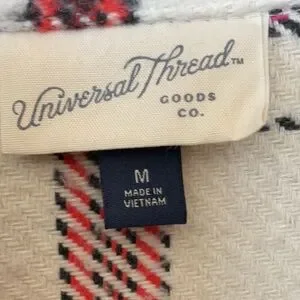 Universal Thread™
GOODS
CO.
M
MADE IN
VIETNAM